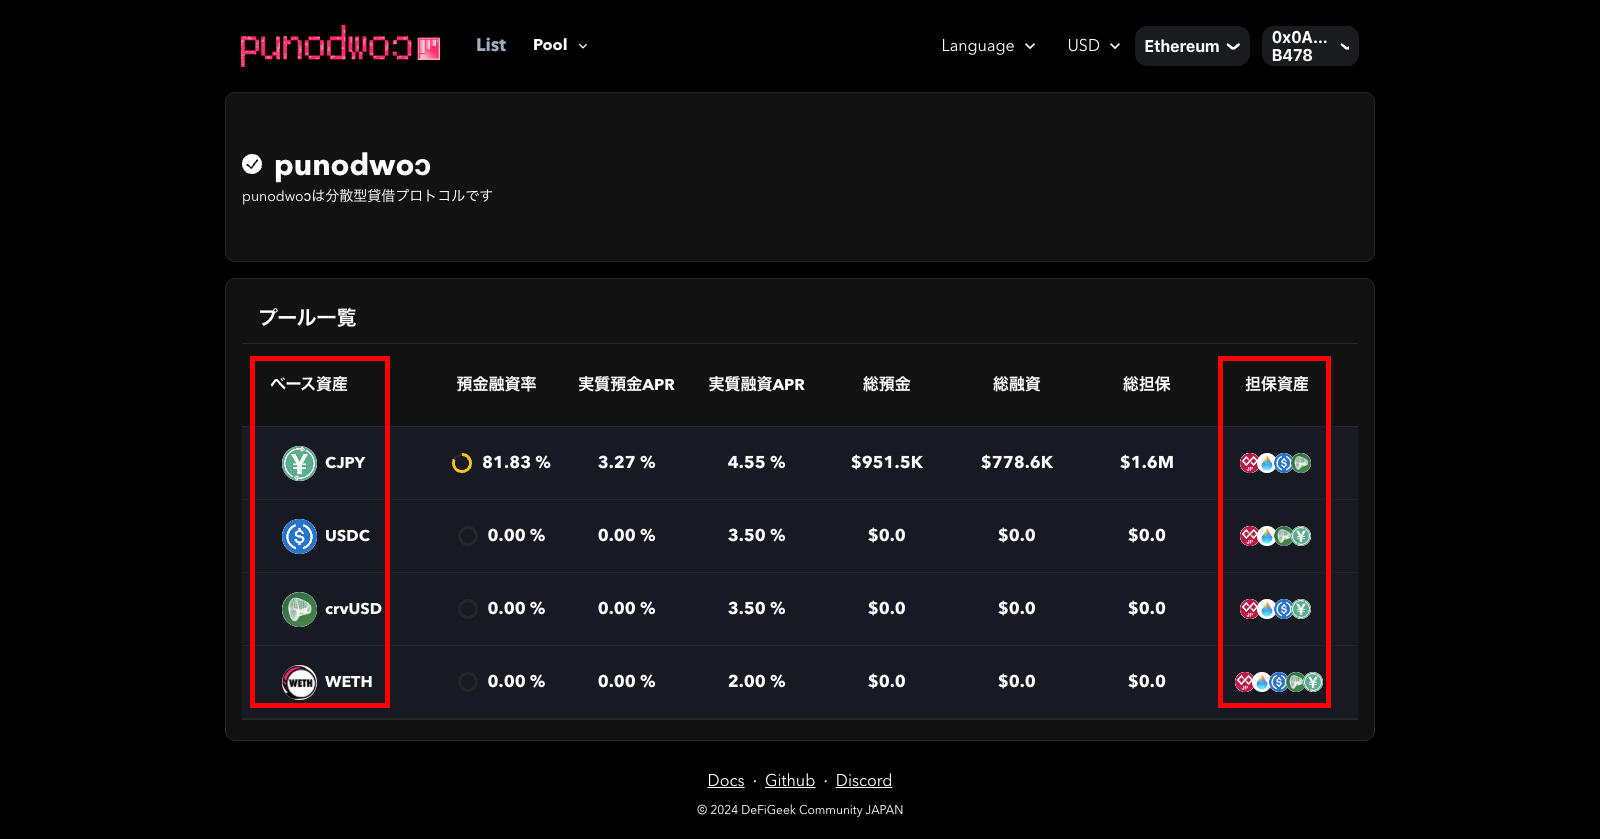 punodwoɔ
List
Pool
Language
USD
Ethereum
0x0A...
B478
punodwoɔ
punodwoɔは分散型貸借プロトコルです
プール一覧
ベース資産 預金融資率 実質預金APR 実質融資APR 総預金 総融資 総担保 担保資産
CJPY 81.83 % 3.27 % 4.55 % $951.5K $778.6K $1.6M
USDC 0.00 % 0.00 % 3.50 % $0.0 $0.0 $0.0
crvUSD 0.00 % 0.00 % 3.50 % $0.0 $0.0 $0.0
WETH WETH 0.00 % 0.00 % 2.00 % $0.0 $0.0 $0.0
Docs · Github · Discord
© 2024 DeFiGeek Community JAPAN